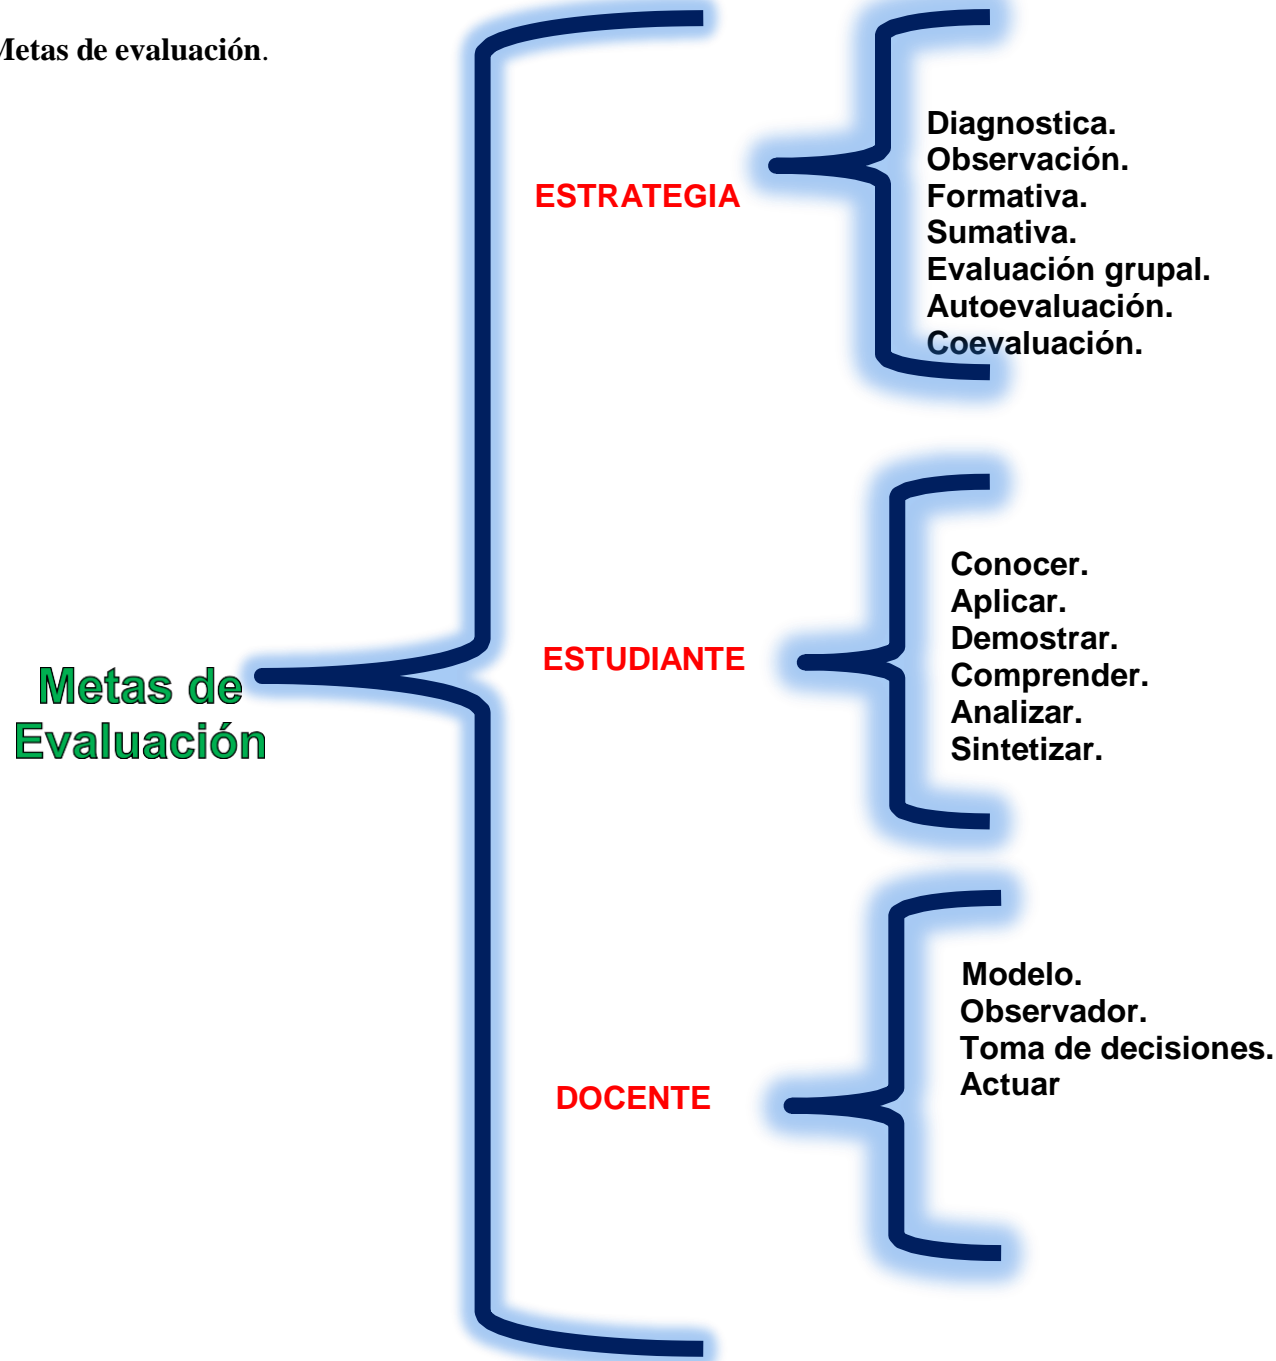 Metas de evaluación.
Metas de
Evaluación
ESTRATEGIA
Diagnostica.
Observación.
Formativa.
Sumativa.
Evaluación grupal.
Autoevaluación.
Coevaluación.
ESTUDIANTE
Conocer.
Aplicar.
Demostrar.
Comprender.
Analizar.
Sintetizar.
DOCENTE
Modelo.
Observador.
Toma de decisiones.
Actuar